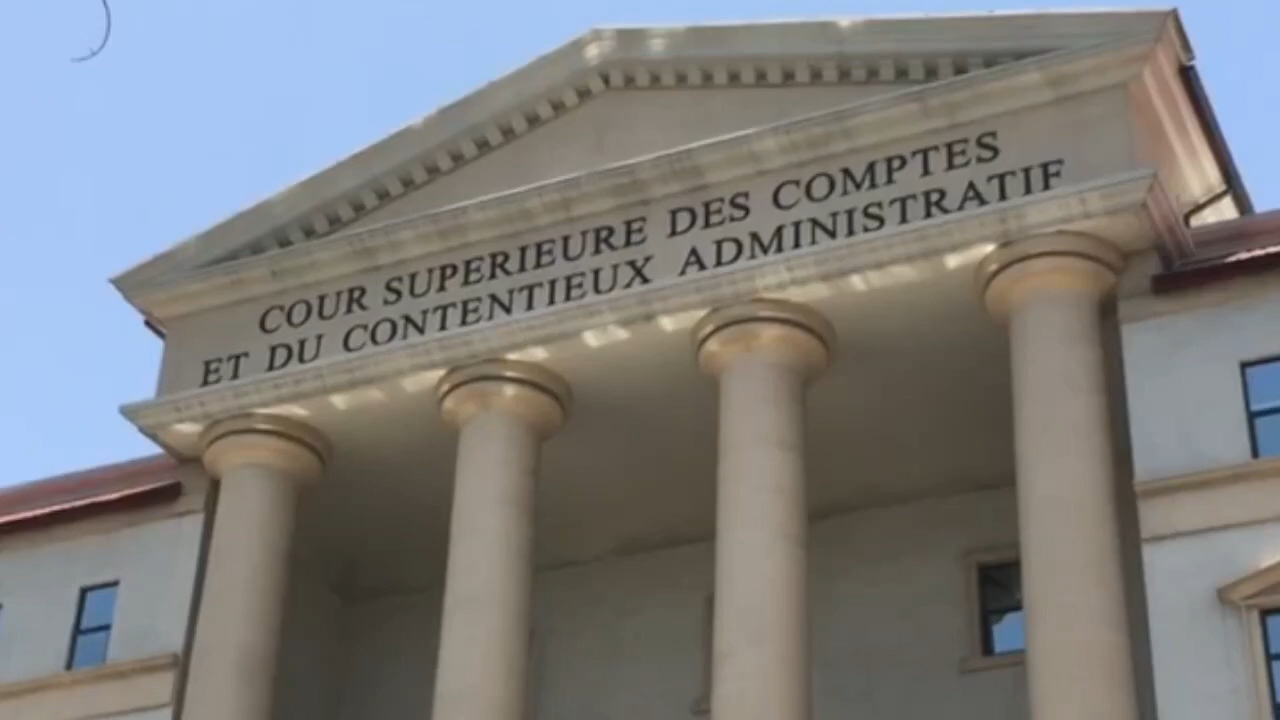 COUR SUPERIEURE DES COMPTES
ET DU CONTENTIEUX ADMINISTRATIF